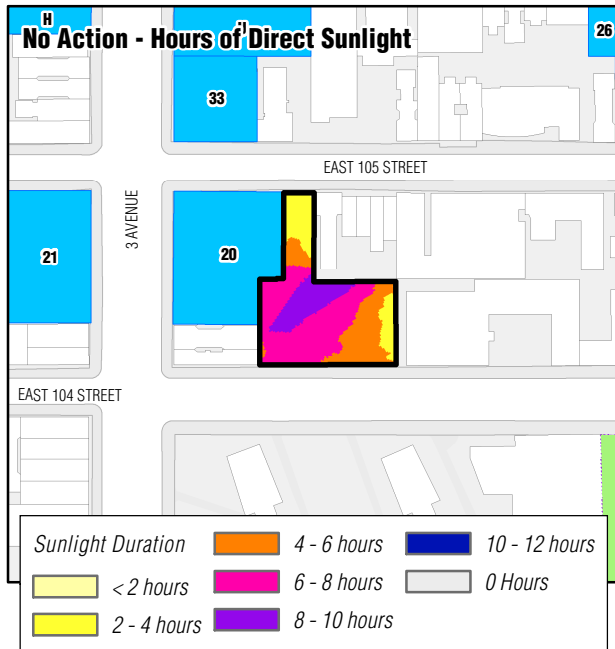 H
No Action - Hours of Direct Sunlight
26
33
EAST 105 STREET
3 AVENUE
21
20
EAST 104 STREET
Sunlight Duration
< 2 hours
2 - 4 hours
4 - 6 hours
6 - 8 hours
8 - 10 hours
10 - 12 hours
0 Hours